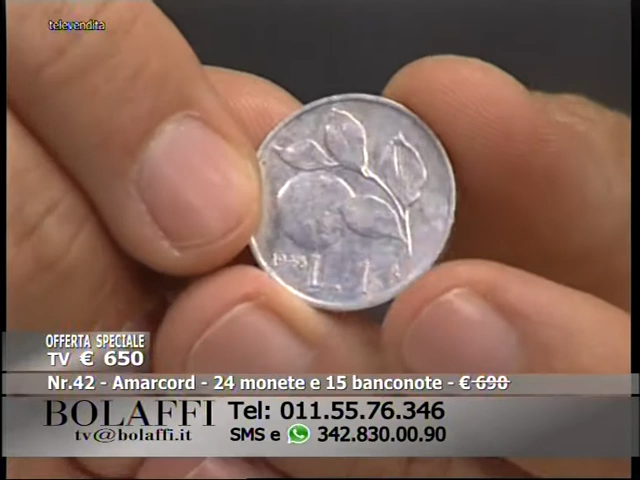 televendita
L. 1
OFFERTA SPECIALE
TV € 650
Nr.42 - Amarcord - 24 monete e 15 banconote - € 690
BOLAFFI
tv@bolaffi.it
Tel: 011.55.76.346
SMS e 342.830.00.90